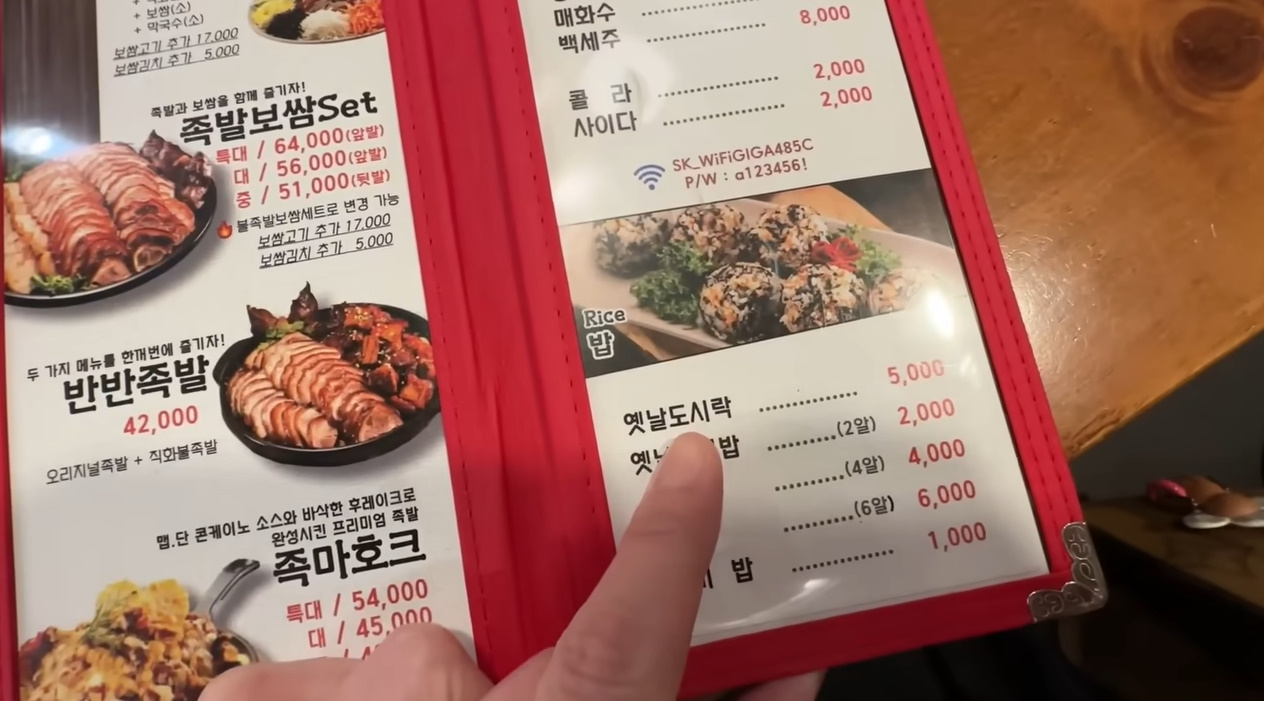 + 보쌈(소)
+ 막국수(소)
보쌈고기 추가 17,000
보쌈김치 추가 5,000
족발과 보쌈을 함께 즐기자!
족발보쌈Set
특대 / 64,000(앞발)
대 / 56,000(앞발)
중 / 51,000(뒷발)
불족발보쌈세트로 변경 가능
보쌈고기 추가 17,000
보쌈김치 추가 5,000
두 가지 메뉴를 한꺼번에 즐기자!
반반족발
42,000
오리지널족발 + 직화불족발
맵.단 콘케이노 소스와 바삭한 후레이크로
완성시킨 프리미엄 족발
족마호크
특대 / 54,000
대 / 45,000
매화수
백세주 8,000
콜 라 2,000
사이다 2,000
SK_WiFiGIGA485C
P/W : a123456!
Rice
밥
옛날도시락 5,000
밥 (2알) 2,000
(4알) 4,000
(6알) 6,000
밥 1,000